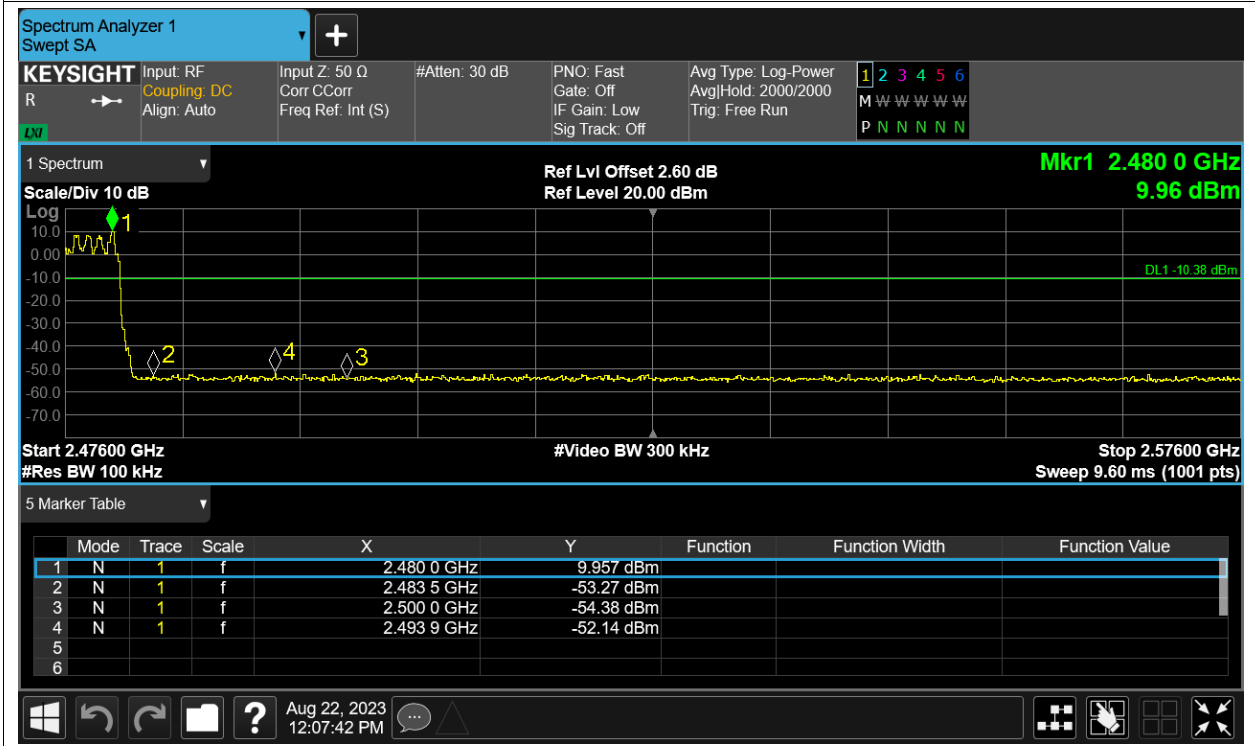 Spectrum Analyzer 1
Swept SA
+
KEYSIGHT
R
LXI
Input: RF
Coupling: DC
Align: Auto
Input Z: 50 Ω
Corr CCorr
Freq Ref: Int (S)
#Atten: 30 dB
PNO: Fast
Gate: Off
IF Gain: Low
Sig Track: Off
Avg Type: Log-Power
Avg|Hold: 2000/2000
Trig: Free Run
1 2 3 4 5 6
M W W W W W
P N N N N N
1 Spectrum
Scale/Div 10 dB
Ref Lvl Offset 2.60 dB
Ref Level 20.00 dBm
Mkr1 2.480 0 GHz
9.96 dBm
Log
10.0
0.00
-10.0
-20.0
-30.0
-40.0
-50.0
-60.0
-70.0
1
2
4
3
DL1 -10.38 dBm
Start 2.47600 GHz
#Res BW 100 kHz
#Video BW 300 kHz
Stop 2.57600 GHz
Sweep 9.60 ms (1001 pts)
5 Marker Table
Mode Trace Scale X Y Function Function Width Function Value
1 N 1 f 2.480 0 GHz 9.957 dBm
2 N 1 f 2.483 5 GHz -53.27 dBm
3 N 1 f 2.500 0 GHz -54.38 dBm
4 N 1 f 2.493 9 GHz -52.14 dBm
5
6
?
Aug 22, 2023
12:07:42 PM